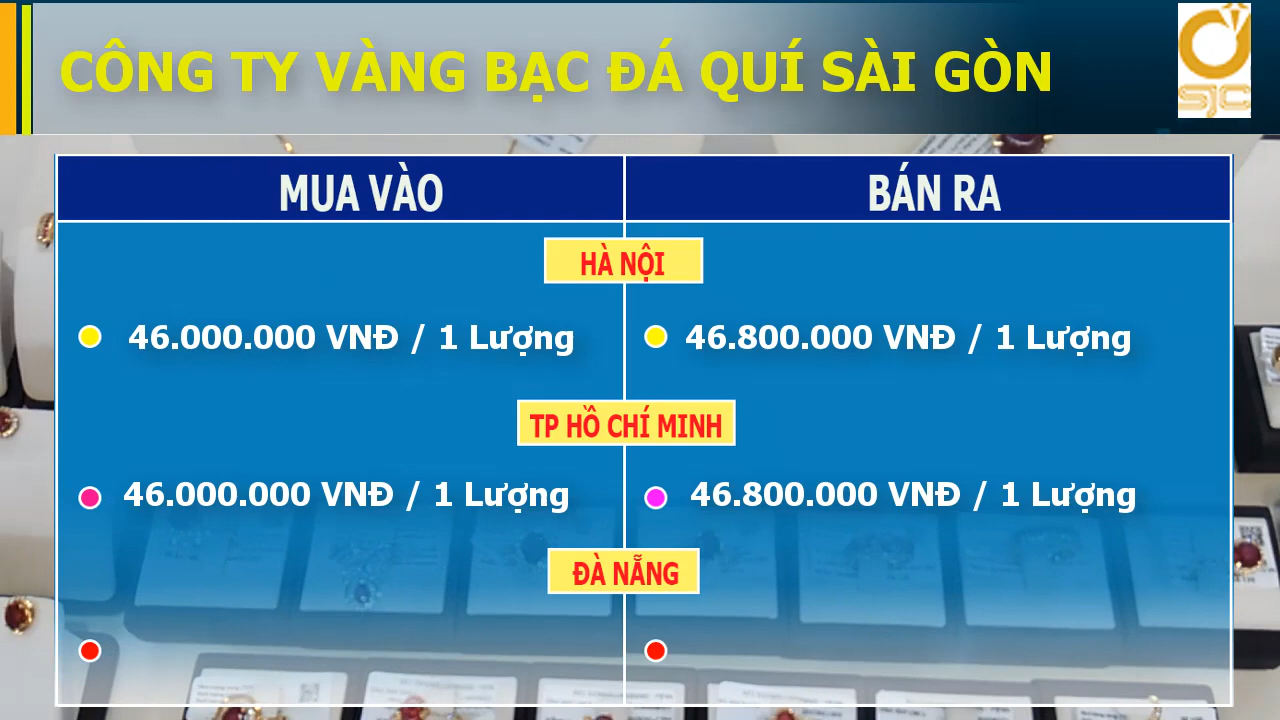 CÔNG TY VÀNG BẠC ĐÁ QUÍ SÀI GÒN
SJC
MUA VÀO
BÁN RA
HÀ NỘI
46.000.000 VNĐ / 1 Lượng
46.800.000 VNĐ / 1 Lượng
TP HỒ CHÍ MINH
46.000.000 VNĐ / 1 Lượng
46.800.000 VNĐ / 1 Lượng
ĐÀ NẴNG